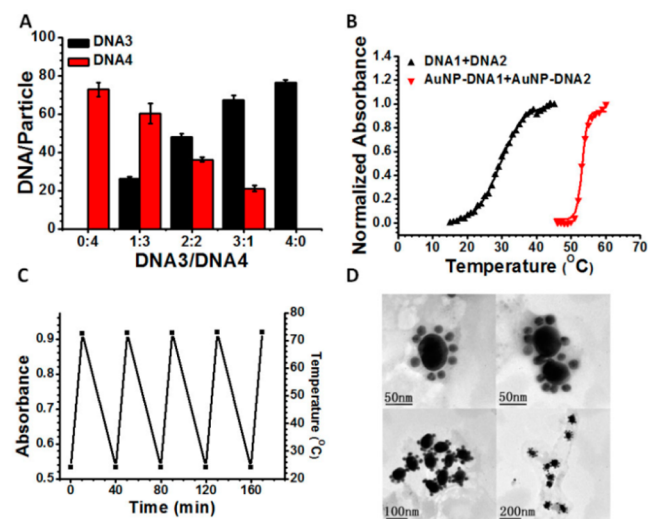 A
DNA3
DNA4
100
80
60
40
20
0
DNA/Particle
0:4 1:3 2:2 3:1 4:0
DNA3/DNA4
B
DNA1+DNA2
AuNP-DNA1+AuNP-DNA2
1.4
1.2
1.0
0.8
0.6
0.4
0.2
0.0
Normalized Absorbance
0 10 20 30 40 50 60 70
Temperature (°C)
C
0.9
0.8
0.7
0.6
0.5
Absorbance
80
70
60
50
40
30
20
Temperature (°C)
0 40 80 120 160
Time (min)
D
50nm
50nm
100nm
200nm